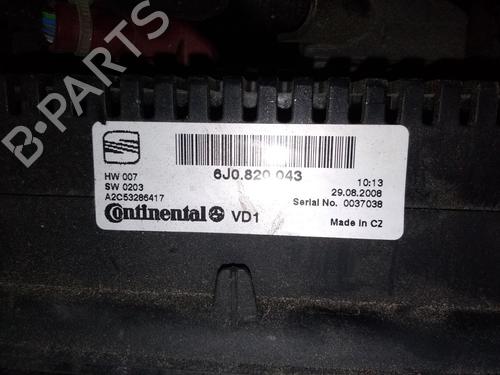 B-PARTS
6J0.820.043
HW 007
SW 0203
A2C53286417
10:13
29.08.2008
Serial No. 0037038
Continental VD1
Made in CZ